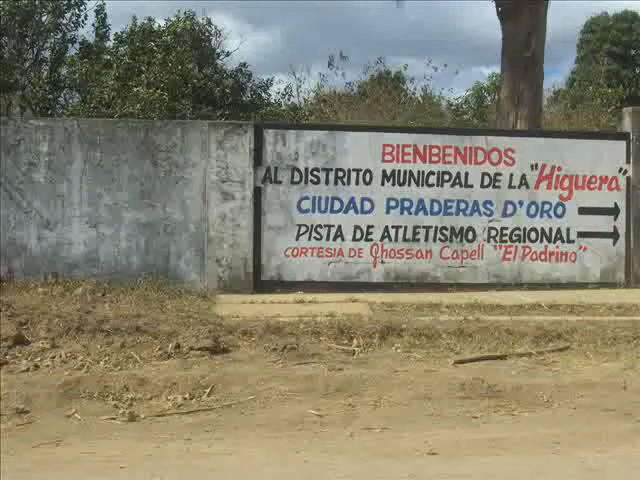 BIENBENIDOS
AL DISTRITO MUNICIPAL DE LA "Higuera"
CIUDAD PRADERAS D'ORO
PISTA DE ATLETISMO REGIONAL
CORTESIA DE Ghossan Capell "El Padrino"